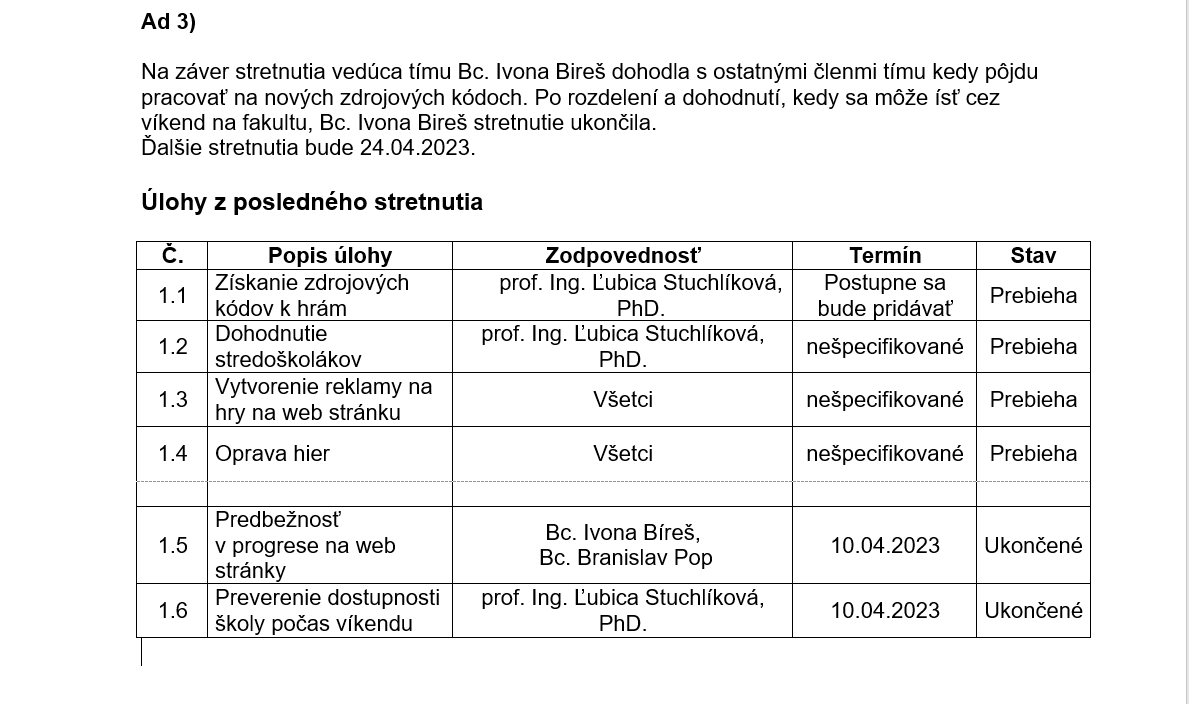 Ad 3)
Na záver stretnutia vedúca tímu Bc. Ivona Bireš dohodla s ostatnými členmi tímu kedy pôjdu
pracovať na nových zdrojových kódoch. Po rozdelení a dohodnutí, kedy sa môže ísť cez
víkend na fakultu, Bc. Ivona Bireš stretnutie ukončila.
Ďalšie stretnutia bude 24.04.2023.
Úlohy z posledného stretnutia
Č. Popis úlohy Zodpovednosť Termín Stav
1.1 Získanie zdrojových kódov k hrám prof. Ing. Ľubica Stuchlíková, PhD. Postupne sa bude pridávať Prebieha
1.2 Dohodnutie stredoškolákov prof. Ing. Ľubica Stuchlíková, PhD. nešpecifikované Prebieha
1.3 Vytvorenie reklamy na hry na web stránku Všetci nešpecifikované Prebieha
1.4 Oprava hier Všetci nešpecifikované Prebieha
1.5 Predbežnosť v progrese na web stránky Bc. Ivona Bíreš, Bc. Branislav Pop 10.04.2023 Ukončené
1.6 Preverenie dostupnosti školy počas víkendu prof. Ing. Ľubica Stuchlíková, PhD. 10.04.2023 Ukončené